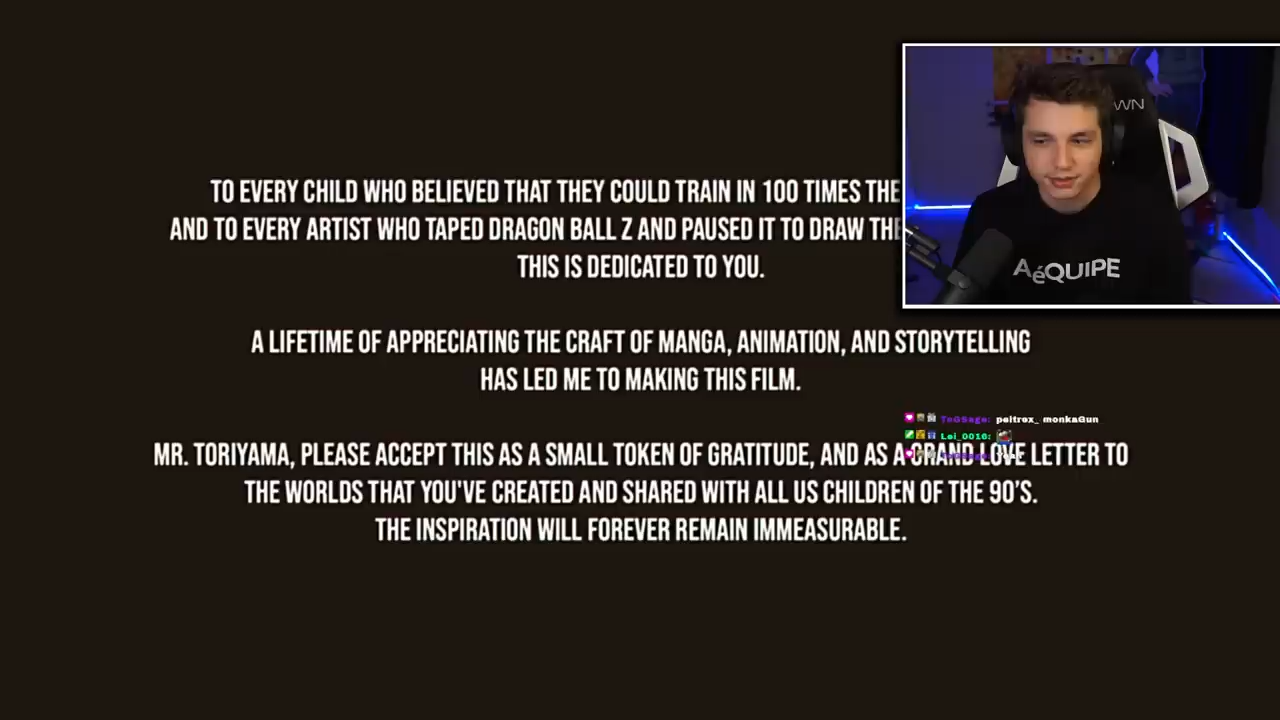 TO EVERY CHILD WHO BELIEVED THAT THEY COULD TRAIN IN 100 TIMES THE
AND TO EVERY ARTIST WHO TAPED DRAGON BALL Z AND PAUSED IT TO DRAW THE
THIS IS DEDICATED TO YOU.
A LIFETIME OF APPRECIATING THE CRAFT OF MANGA, ANIMATION, AND STORYTELLING
HAS LED ME TO MAKING THIS FILM.
MR. TORIYAMA, PLEASE ACCEPT THIS AS A SMALL TOKEN OF GRATITUDE, AND AS A GRAND LOVE LETTER TO
THE WORLDS THAT YOU'VE CREATED AND SHARED WITH ALL US CHILDREN OF THE 90'S.
THE INSPIRATION WILL FOREVER REMAIN IMMEASURABLE.
WN
AéQUIPE
TnGSage: peitrox_ monkaGun
Lei_0016: